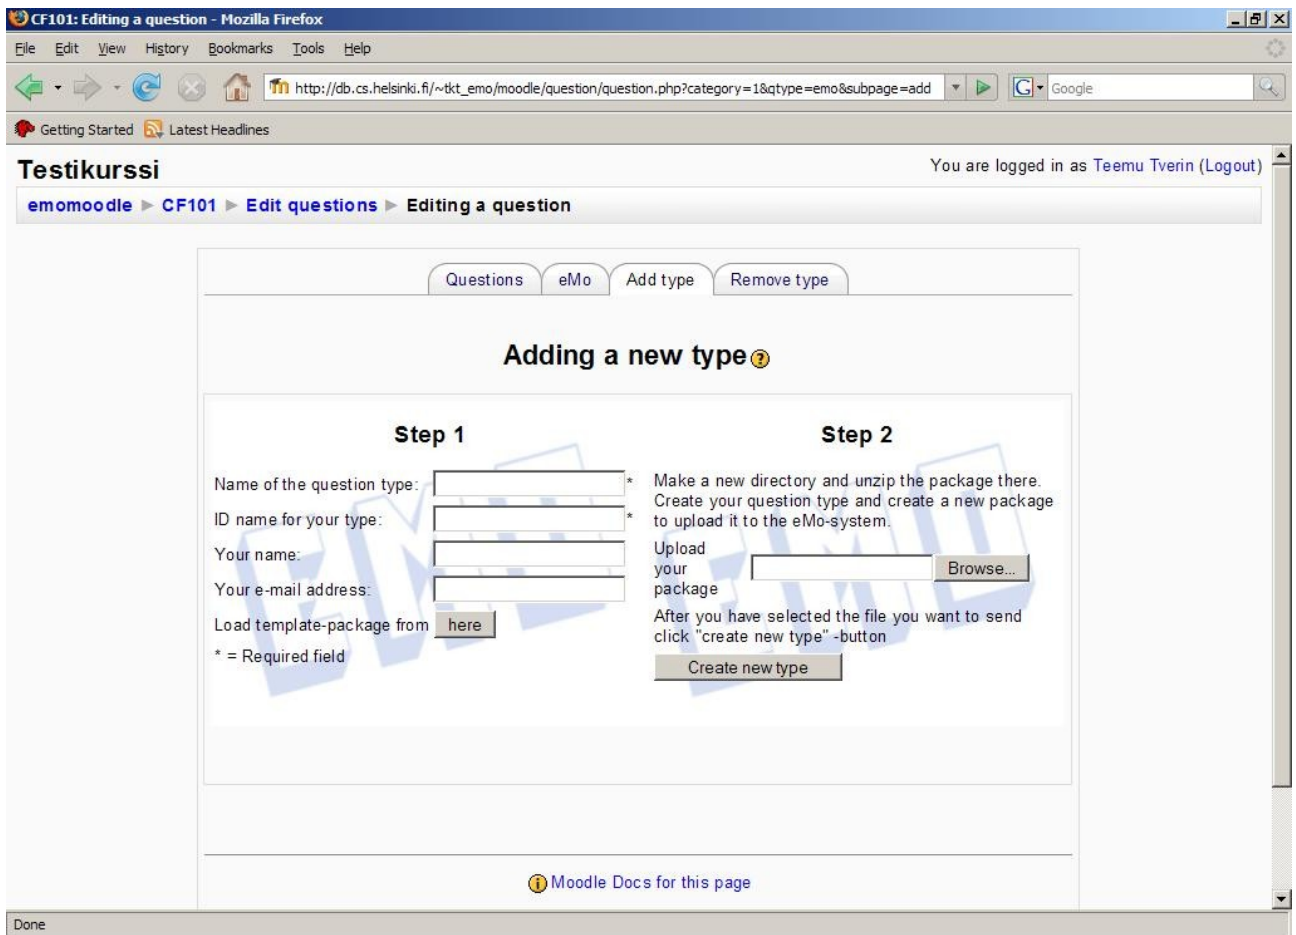 CF101: Editing a question - Mozilla Firefox
File Edit View History Bookmarks Tools Help
http://db.cs.helsinki.fi/~tkt_emo/moodle/question/question.php?category=1&qtype=emo&subpage=add
G Google
Getting Started Latest Headlines
Testikurssi
You are logged in as Teemu Tverin (Logout)
emomoodle ► CF101 ► Edit questions ► Editing a question
Questions eMo Add type Remove type
Adding a new type ?
Step 1
Name of the question type: *
ID name for your type: *
Your name:
Your e-mail address:
Load template-package from here
* = Required field
Step 2
Make a new directory and unzip the package there.
Create your question type and create a new package
to upload it to the eMo-system.
Upload
your
package
Browse...
After you have selected the file you want to send
click "create new type" -button
Create new type
EMO
EMO
Moodle Docs for this page
Done